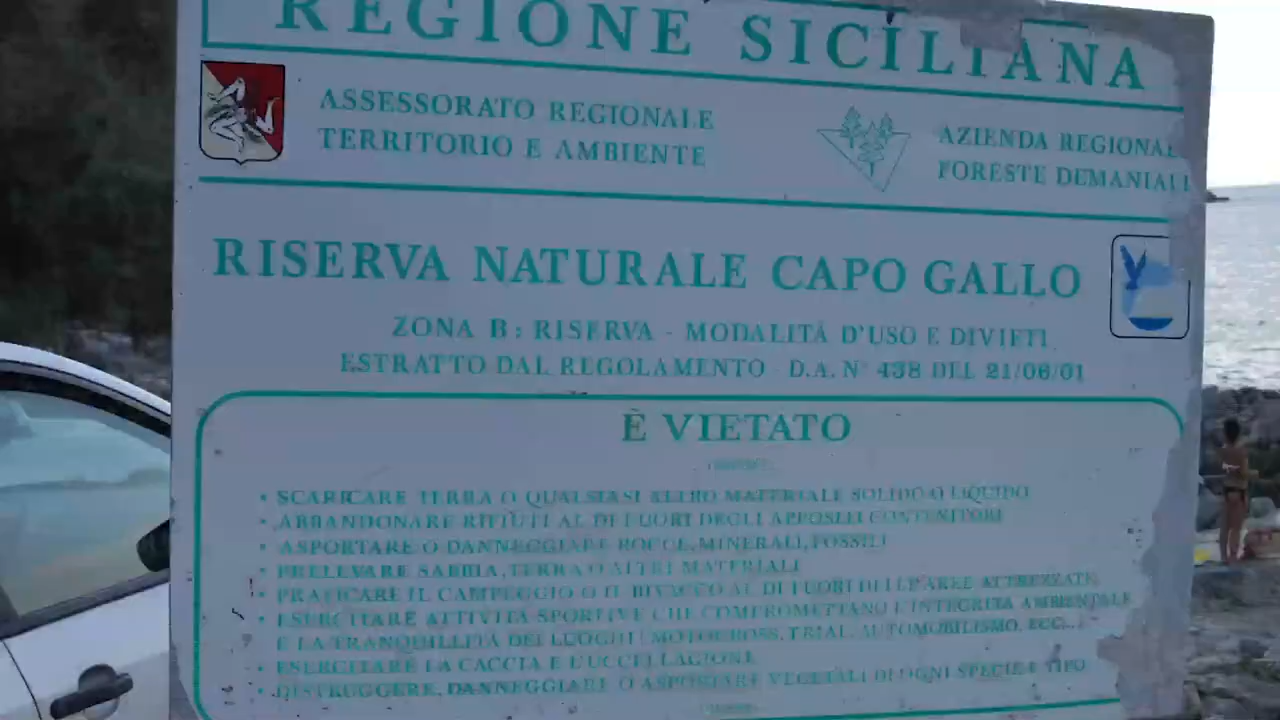 REGIONE SICILIANA
ASSESSORATO REGIONALE
TERRITORIO E AMBIENTE
AZIENDA REGIONALE
FORESTE DEMANIALI
RISERVA NATURALE CAPO GALLO
ZONA B: RISERVA - MODALITÀ D'USO E DIVIETI
ESTRATTO DAL REGOLAMENTO - D.A. N° 438 DEL 21/06/01
È VIETATO
• SCARICARE TERRA O QUALSIASI ALTRO MATERIALE SOLIDO O LIQUIDO
• ABBANDONARE RIFIUTI AL DI FUORI DEGLI APPOSITI CONTENITORI
• ASPORTARE O DANNEGGIARE ROCCE, MINERALI, FOSSILI
• PRELEVARE SABBIA, TERRA O ALTRI MATERIALI
• PRATICARE IL CAMPEGGIO O IL BIVACCO AL DI FUORI DELLE AREE ATTREZZATE
• ESERCITARE ATTIVITÀ SPORTIVE CHE COMPROMETTANO L'INTEGRITÀ AMBIENTALE
E LA TRANQUILLITÀ DEI LUOGHI (MOTOCROSS, TRIAL, AUTOMOBILISMO, ECC..)
• ESERCITARE LA CACCIA E L'UCCELLAGIONE
• DISTRUGGERE, DANNEGGIARE O ASPORTARE VEGETALI DI OGNI SPECIE E TIPO